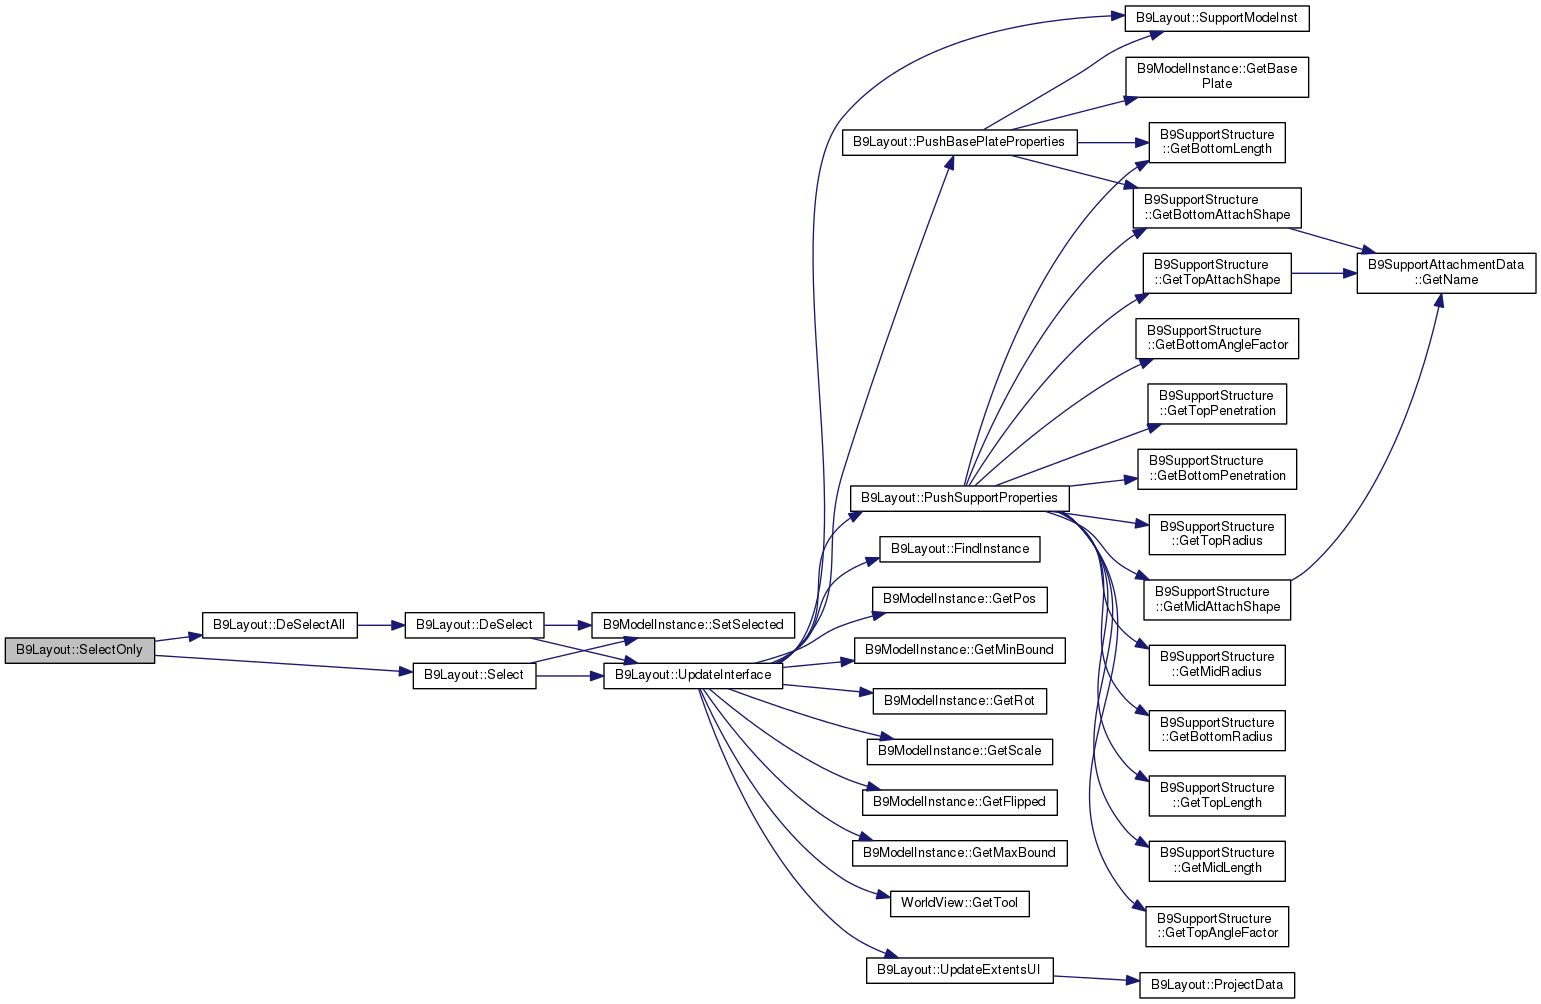 B9Layout::SelectOnly
B9Layout::DeSelectAll
B9Layout::DeSelect
B9Layout::Select
B9ModelInstance::SetSelected
B9Layout::UpdateInterface
B9Layout::PushBasePlateProperties
B9Layout::PushSupportProperties
B9Layout::FindInstance
B9ModelInstance::GetPos
B9ModelInstance::GetMinBound
B9ModelInstance::GetRot
B9ModelInstance::GetScale
B9ModelInstance::GetFlipped
B9ModelInstance::GetMaxBound
WorldView::GetTool
B9Layout::UpdateExtentsUI
B9Layout::SupportModeInst
B9ModelInstance::GetBase
Plate
B9SupportStructure
::GetBottomLength
B9SupportStructure
::GetBottomAttachShape
B9SupportStructure
::GetTopAttachShape
B9SupportStructure
::GetBottomAngleFactor
B9SupportStructure
::GetTopPenetration
B9SupportStructure
::GetBottomPenetration
B9SupportStructure
::GetTopRadius
B9SupportStructure
::GetMidAttachShape
B9SupportStructure
::GetMidRadius
B9SupportStructure
::GetBottomRadius
B9SupportStructure
::GetTopLength
B9SupportStructure
::GetMidLength
B9SupportStructure
::GetTopAngleFactor
B9Layout::ProjectData
B9SupportAttachmentData
::GetName